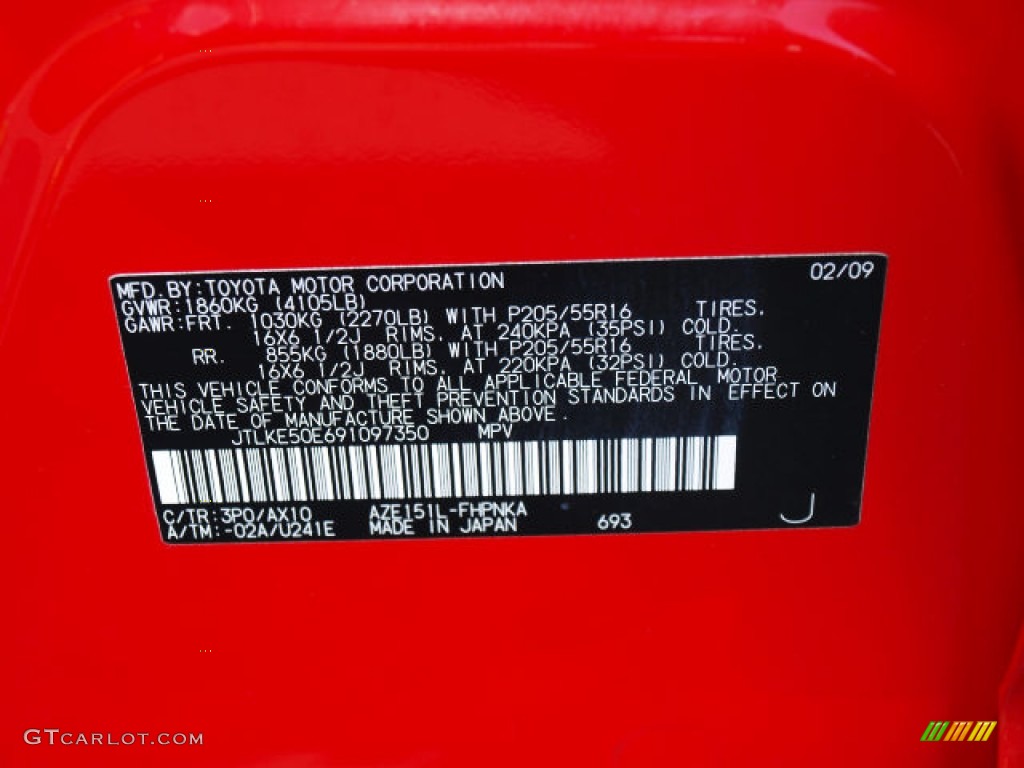 MFD.BY:TOYOTA MOTOR CORPORATION 02/09
GVWR:1860KG (4105LB)
GAWR:FRT. 1030KG (2270LB) WITH P205/55R16 TIRES.
16X6 1/2J RIMS. AT 240KPA (35PSI) COLD.
RR. 855KG (1880LB) WITH P205/55R16 TIRES.
16X6 1/2J RIMS. AT 220KPA (32PSI) COLD.
THIS VEHICLE CONFORMS TO ALL APPLICABLE FEDERAL MOTOR
VEHICLE SAFETY AND THEFT PREVENTION STANDARDS IN EFFECT ON
THE DATE OF MANUFACTURE SHOWN ABOVE.
JTLKE50E691097350 MPV
C/TR:3P0/AX10 AZE151L-FHPNKA
A/TM:-02A/U241E MADE IN JAPAN 693 J
GTCARLOT.COM